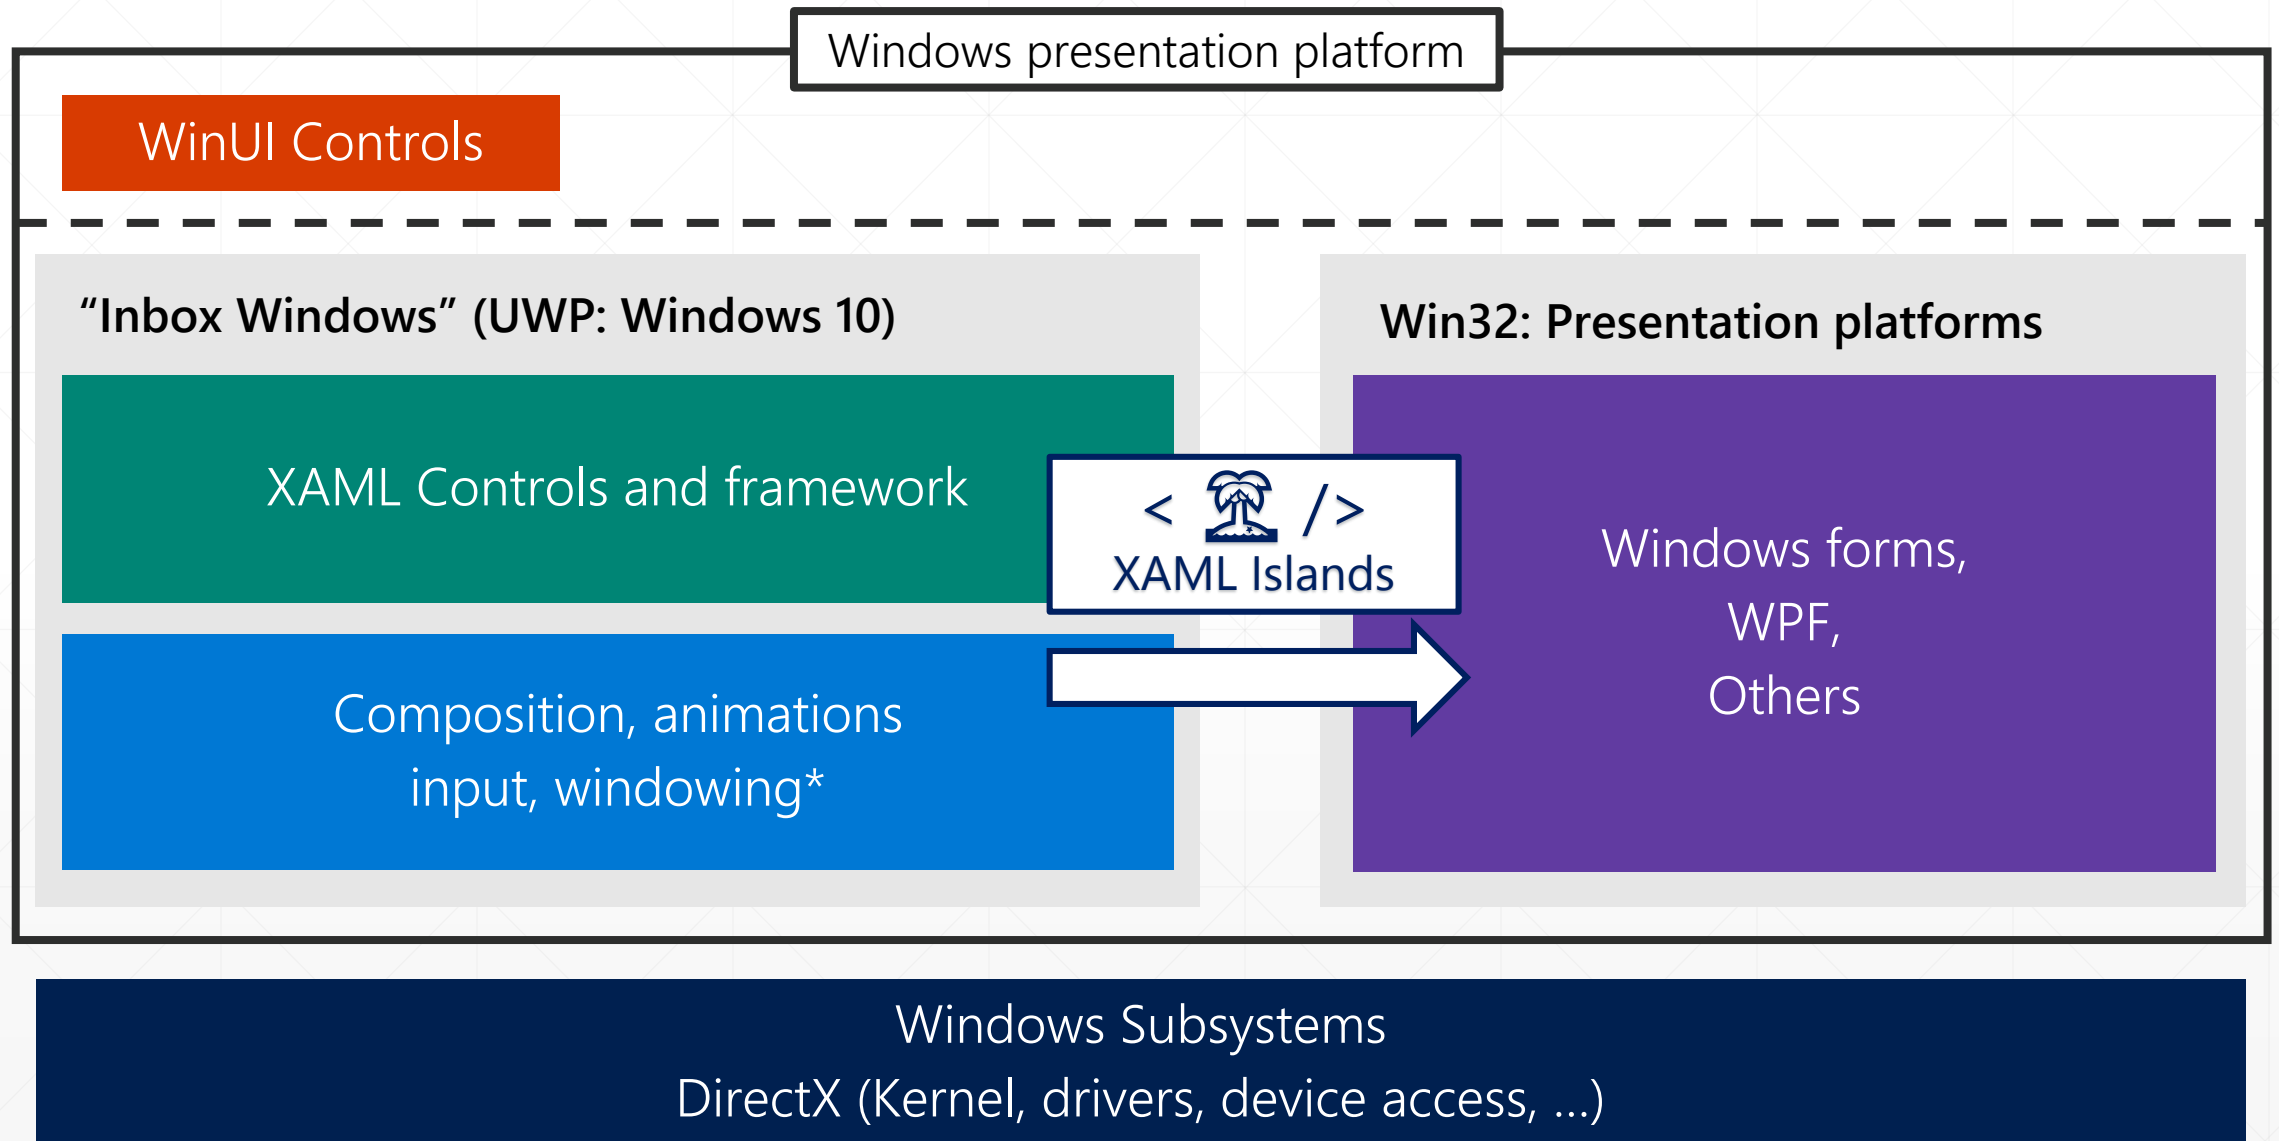 Windows presentation platform
WinUI Controls
“Inbox Windows” (UWP: Windows 10)
Win32: Presentation platforms
XAML Controls and framework
< />
XAML Islands
Windows forms,
WPF,
Others
Composition, animations
input, windowing*
Windows Subsystems
DirectX (Kernel, drivers, device access, ...)